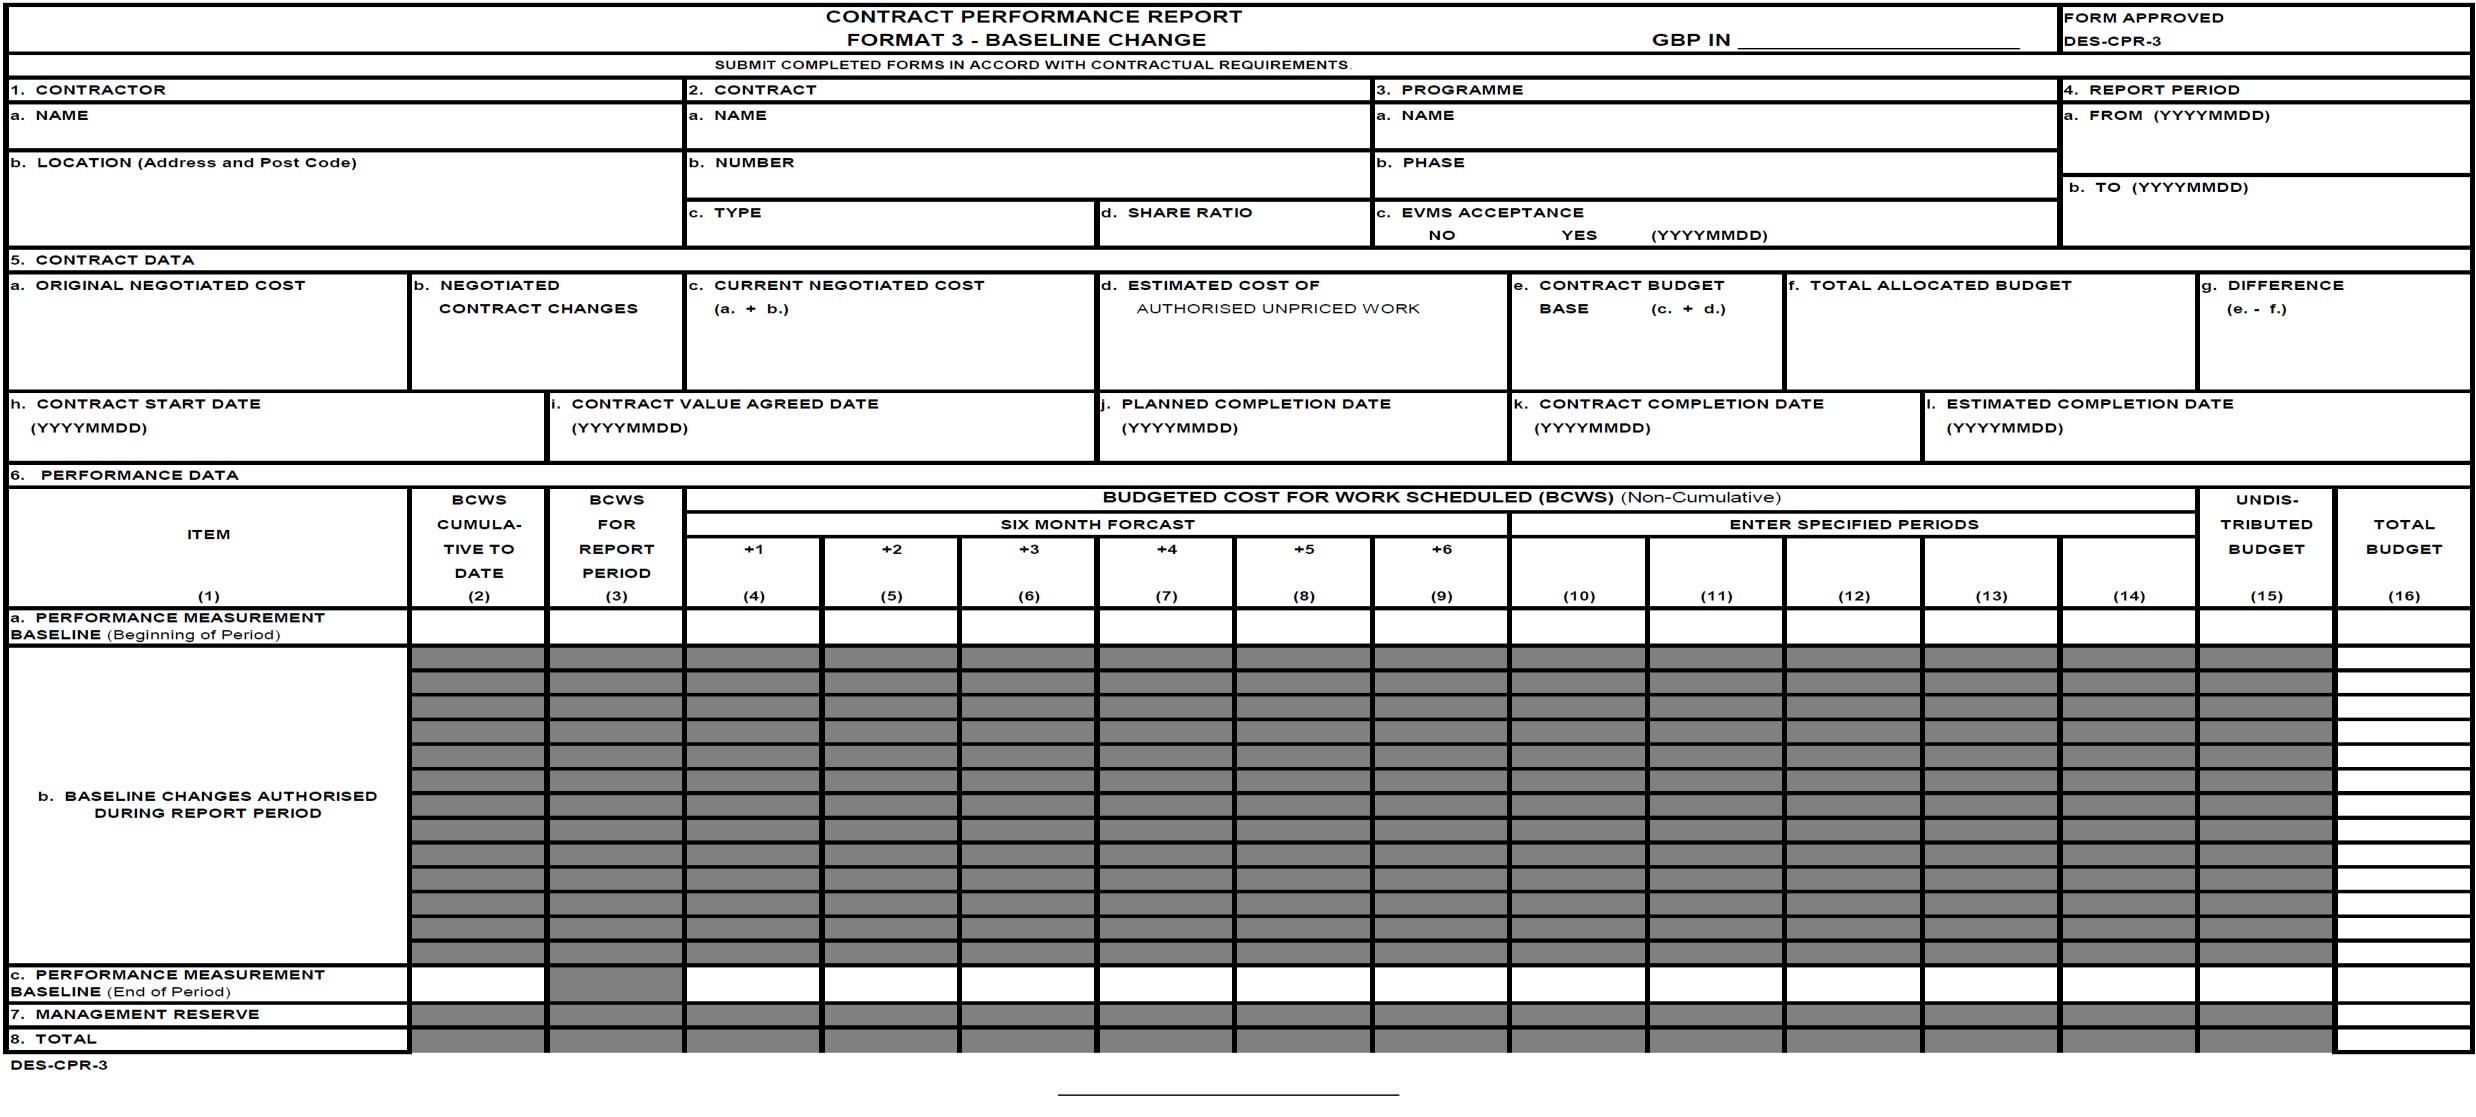 CONTRACT PERFORMANCE REPORT
FORMAT 3 - BASELINE CHANGE
GBP IN
FORM APPROVED
DES-CPR-3
SUBMIT COMPLETED FORMS IN ACCORD WITH CONTRACTUAL REQUIREMENTS.
1. CONTRACTOR
2. CONTRACT
3. PROGRAMME
4. REPORT PERIOD
a. NAME
a. NAME
a. NAME
a. FROM (YYYYMMDD)
b. LOCATION (Address and Post Code)
b. NUMBER
b. PHASE
b. TO (YYYYMMDD)
c. TYPE
d. SHARE RATIO
c. EVMS ACCEPTANCE
NO YES (YYYYMMDD)
5. CONTRACT DATA
a. ORIGINAL NEGOTIATED COST
b. NEGOTIATED
CONTRACT CHANGES
c. CURRENT NEGOTIATED COST
(a. + b.)
d. ESTIMATED COST OF
AUTHORISED UNPRICED WORK
e. CONTRACT BUDGET
BASE (c. + d.)
f. TOTAL ALLOCATED BUDGET
g. DIFFERENCE
(e. - f.)
h. CONTRACT START DATE
(YYYYMMDD)
i. CONTRACT VALUE AGREED DATE
(YYYYMMDD)
j. PLANNED COMPLETION DATE
(YYYYMMDD)
k. CONTRACT COMPLETION DATE
(YYYYMMDD)
l. ESTIMATED COMPLETION DATE
(YYYYMMDD)
6. PERFORMANCE DATA
ITEM
(1)
BCWS
CUMULA-
TIVE TO
DATE
(2)
BCWS
FOR
REPORT
PERIOD
(3)
BUDGETED COST FOR WORK SCHEDULED (BCWS) (Non-Cumulative)
SIX MONTH FORCAST
ENTER SPECIFIED PERIODS
+1
(4)
+2
(5)
+3
(6)
+4
(7)
+5
(8)
+6
(9)
(10)
(11)
(12)
(13)
(14)
UNDIS-
TRIBUTED
BUDGET
(15)
TOTAL
BUDGET
(16)
a. PERFORMANCE MEASUREMENT
BASELINE (Beginning of Period)
b. BASELINE CHANGES AUTHORISED
DURING REPORT PERIOD
c. PERFORMANCE MEASUREMENT
BASELINE (End of Period)
7. MANAGEMENT RESERVE
8. TOTAL
DES-CPR-3